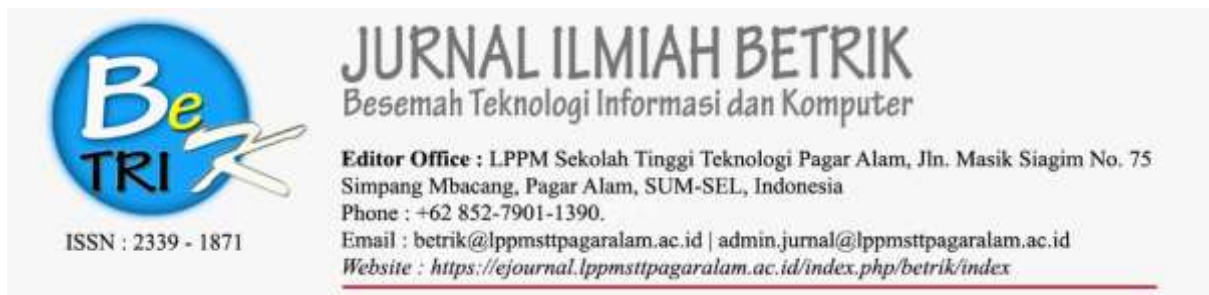 Be
TRIK
ISSN : 2339 - 1871
JURNAL ILMIAH BETRIK
Besemah Teknologi Informasi dan Komputer
Editor Office : LPPM Sekolah Tinggi Teknologi Pagar Alam, Jln. Masik Siagim No. 75
Simpang Mbacang, Pagar Alam, SUM-SEL, Indonesia
Phone : +62 852-7901-1390.
Email : betrik@lppmsttpagaralam.ac.id | admin.jurnal@lppmsttpagaralam.ac.id
Website : https://ejournal.lppmsttpagaralam.ac.id/index.php/betrik/index